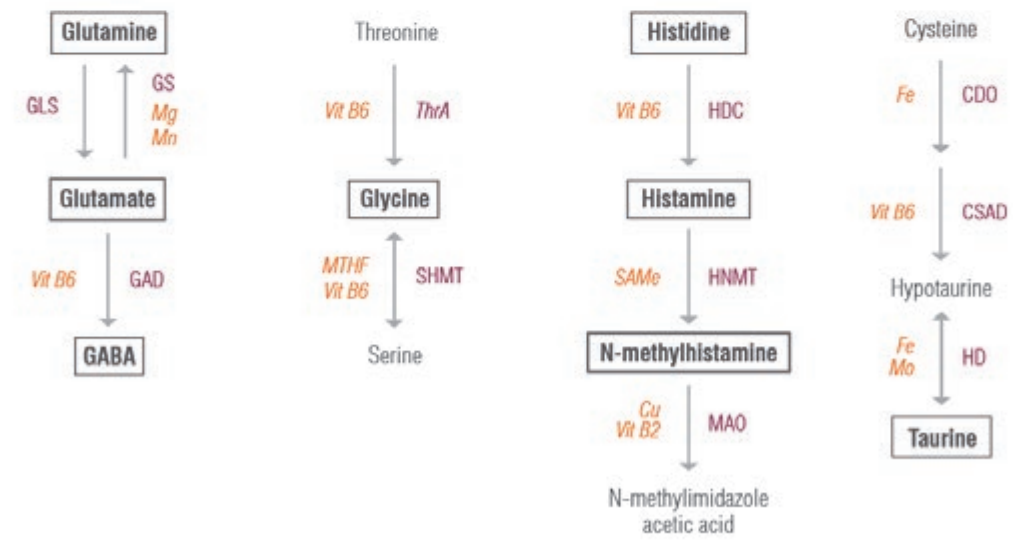 Glutamine
GLS
GS
Mg
Mn
Glutamate
Vit B6
GAD
GABA
Threonine
Vit B6
ThrA
Glycine
MTHF
Vit B6
SHMT
Serine
Histidine
Vit B6
HDC
Histamine
SAMe
HNMT
N-methylhistamine
Cu
Vit B2
MAO
N-methylimidazole
acetic acid
Cysteine
Fe
CDO
Vit B6
CSAD
Hypotaurine
Fe
Mo
HD
Taurine